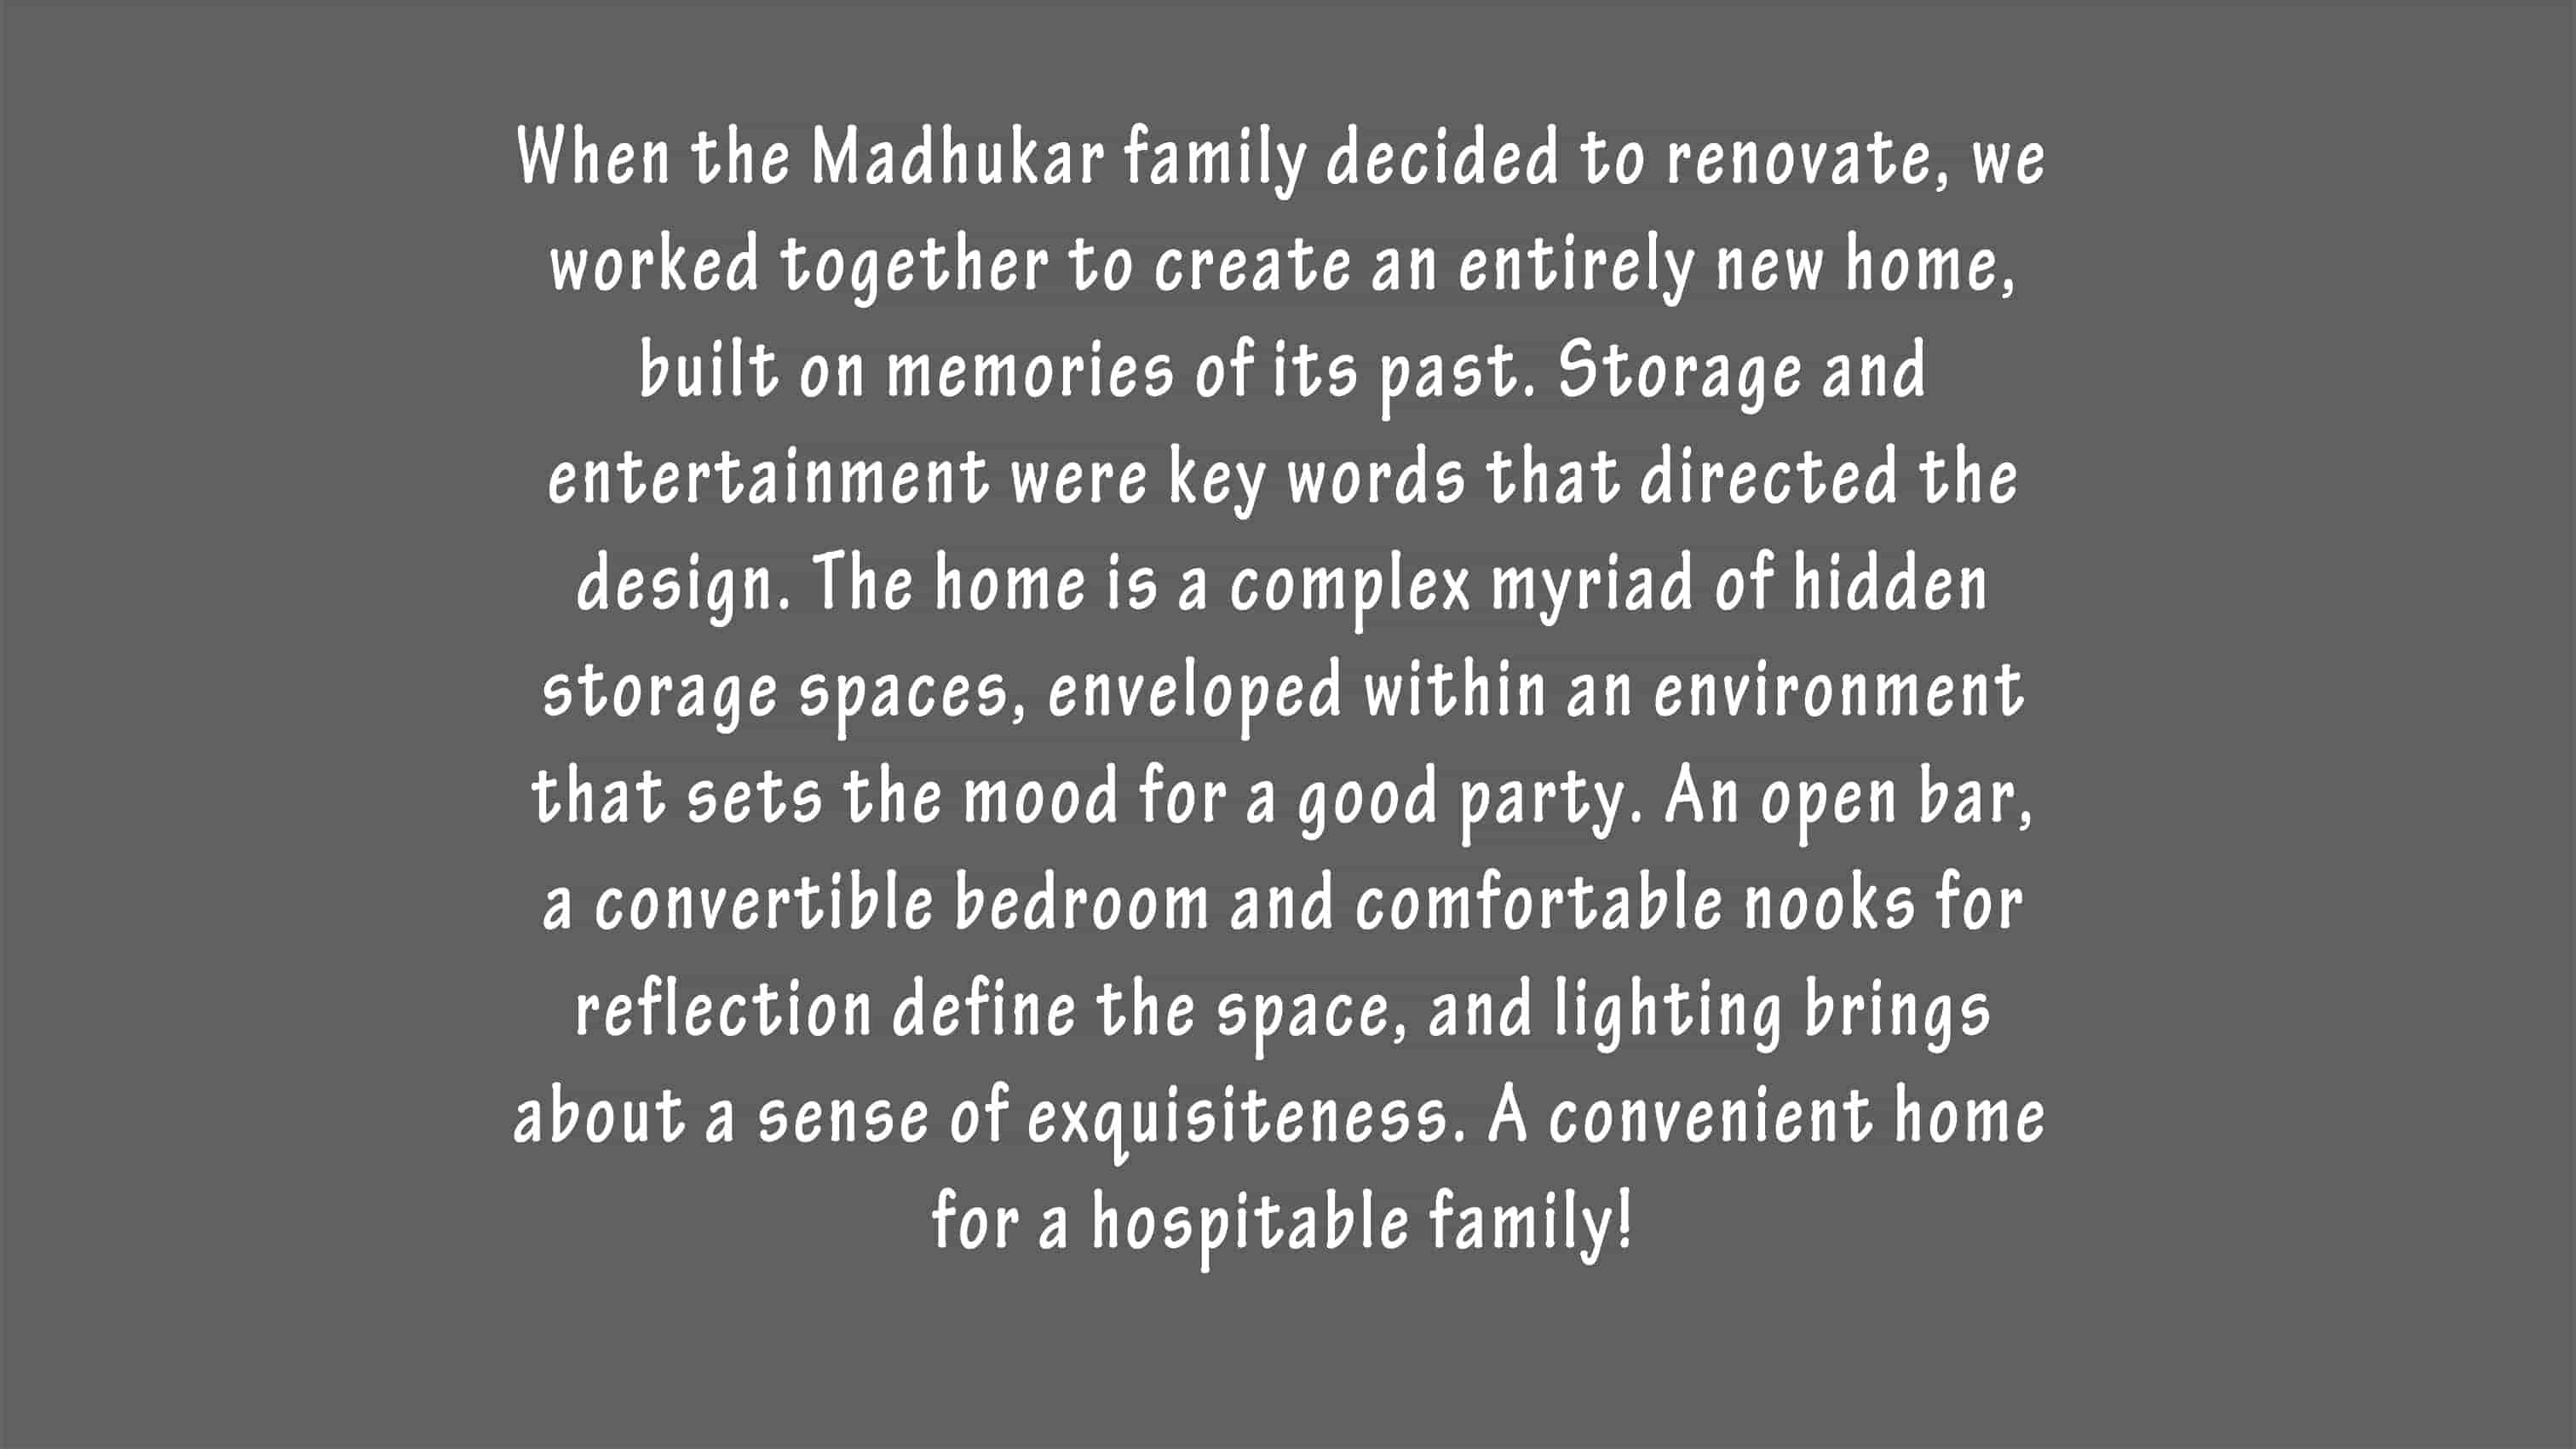 When the Madhukar family decided to renovate, we
worked together to create an entirely new home,
built on memories of its past. Storage and
entertainment were key words that directed the
design. The home is a complex myriad of hidden
storage spaces, enveloped within an environment
that sets the mood for a good party. An open bar,
a convertible bedroom and comfortable nooks for
reflection define the space, and lighting brings
about a sense of exquisiteness. A convenient home
for a hospitable family!